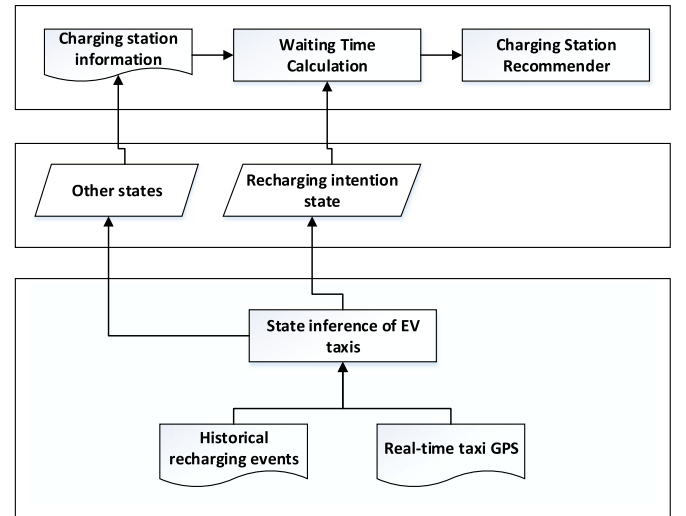 Charging station
information
Waiting Time
Calculation
Charging Station
Recommender
Other states
Recharging intention
state
State inference of EV
taxis
Historical
recharging events
Real-time taxi GPS